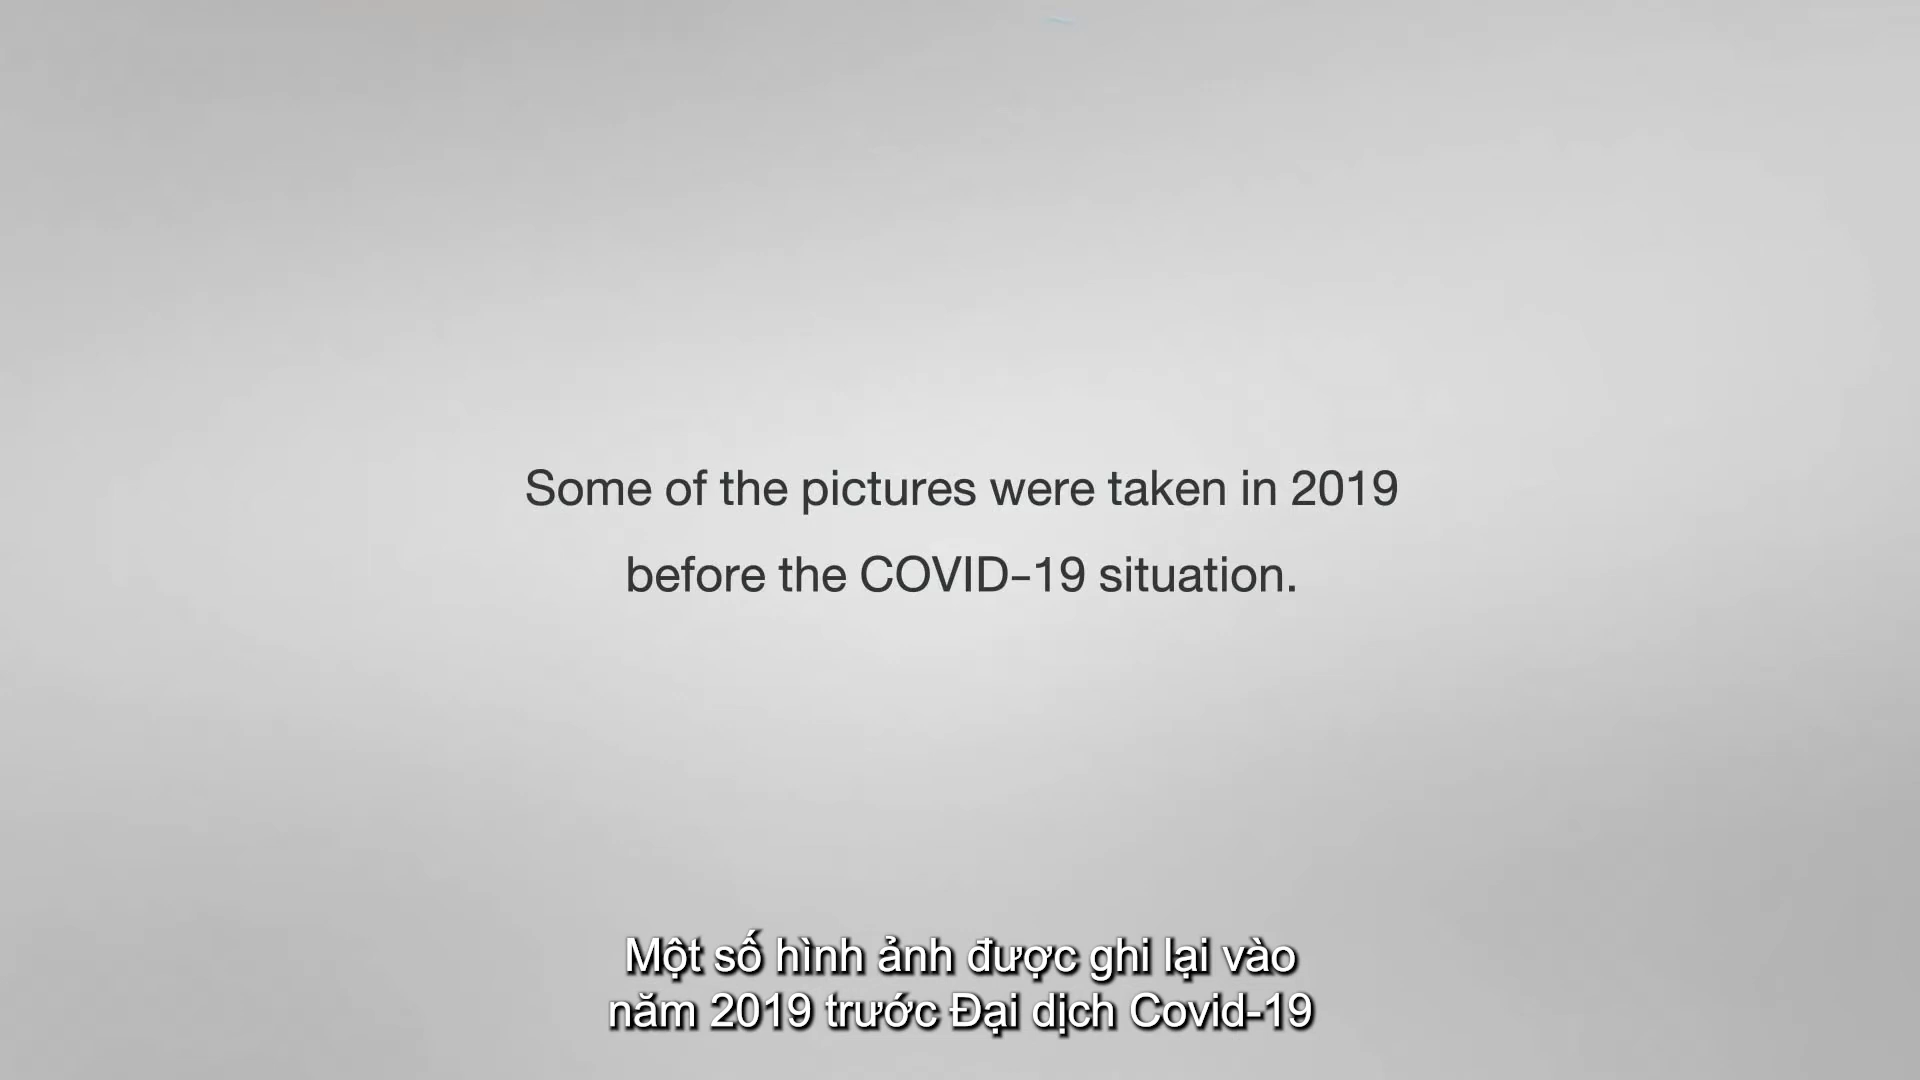 Some of the pictures were taken in 2019
before the COVID-19 situation.
Một số hình ảnh được ghi lại vào
năm 2019 trước Đại dịch Covid-19